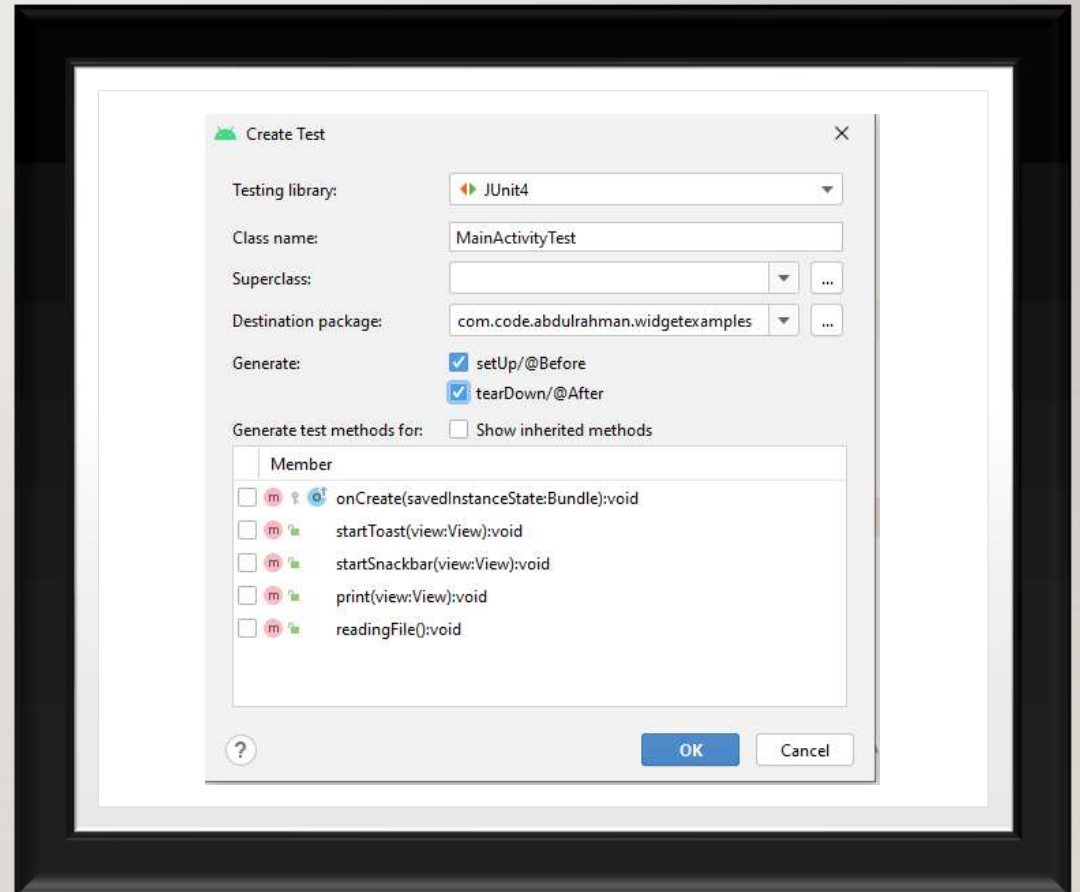 Create Test
Testing library: JUnit4
Class name: MainActivityTest
Superclass: ...
Destination package: com.code.abdulrahman.widgetexamples ...
Generate: setUp/@Before
tearDown/@After
Generate test methods for: Show inherited methods
Member
m onCreate(savedInstanceState:Bundle):void
m startToast(view:View):void
m startSnackbar(view:View):void
m print(view:View):void
m readingFile():void
? OK Cancel